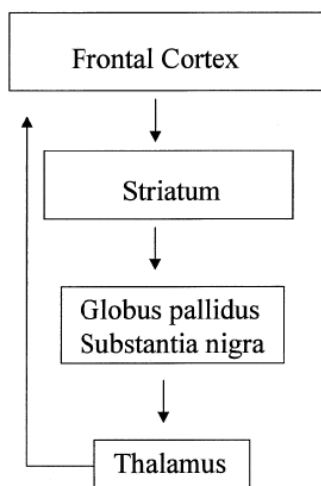 Frontal Cortex
Striatum
Globus pallidus
Substantia nigra
Thalamus